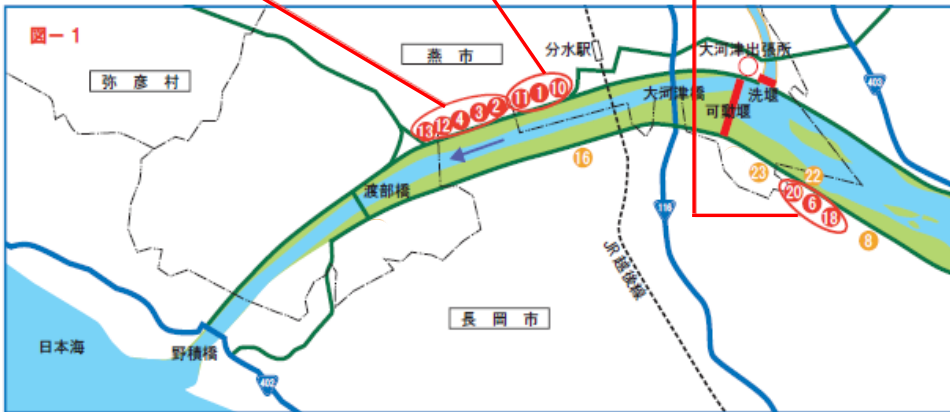 図－1
弥 彦 村
燕 市
分水駅
大河津出張所
大河津橋
洗堰
可動堰
402
13 12 4 3 2
11 1 10
16
23
22
20 6 18
8
渡部橋
116
JR越後線
長 岡 市
日本海
野積橋
402